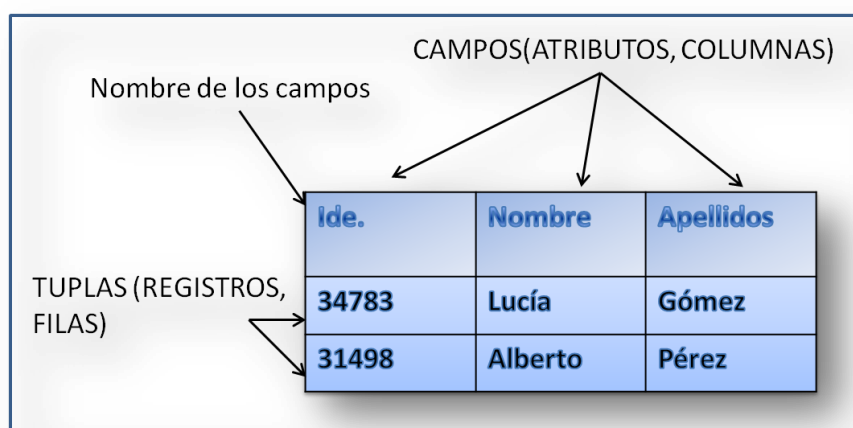 CAMPOS(ATRIBUTOS, COLUMNAS)
Nombre de los campos
Ide. Nombre Apellidos
TUPLAS (REGISTROS,
FILAS)
34783 Lucía Gómez
31498 Alberto Pérez